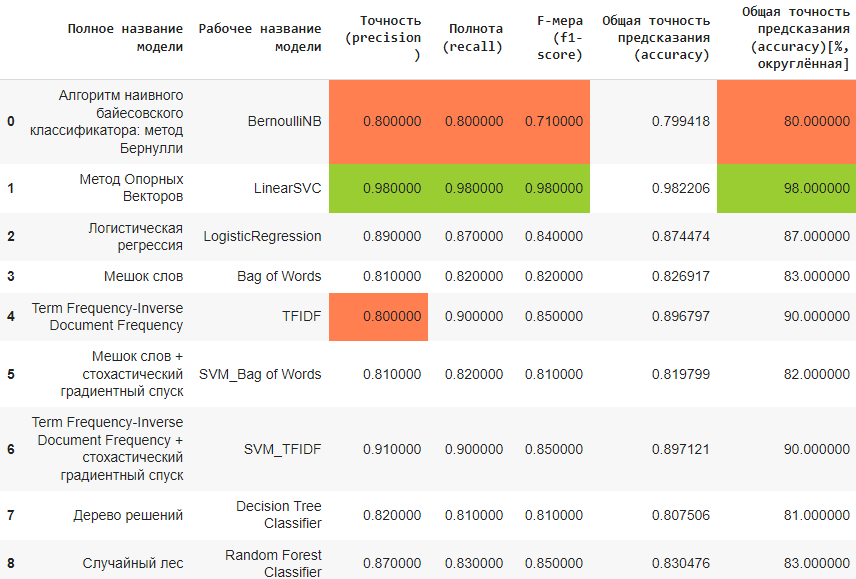 Полное название модели	Рабочее название модели	Точность (precision)	Полнота (recall)	F-мера (f1-score)	Общая точность предсказания (accuracy)	Общая точность предсказания (accuracy)[%, округлённая]
0	Алгоритм наивного байесовского классификатора: метод Бернулли	BernoulliNB	0.800000	0.800000	0.710000	0.799418	80.000000
1	Метод Опорных Векторов	LinearSVC	0.980000	0.980000	0.980000	0.982206	98.000000
2	Логистическая регрессия	LogisticRegression	0.890000	0.870000	0.840000	0.874474	87.000000
3	Мешок слов	Bag of Words	0.810000	0.820000	0.820000	0.826917	83.000000
4	Term Frequency-Inverse Document Frequency	TFIDF	0.800000	0.900000	0.850000	0.896797	90.000000
5	Мешок слов + стохастический градиентный спуск	SVM_Bag of Words	0.810000	0.820000	0.810000	0.819799	82.000000
6	Term Frequency-Inverse Document Frequency + стохастический градиентный спуск	SVM_TFIDF	0.910000	0.900000	0.850000	0.897121	90.000000
7	Дерево решений	Decision Tree Classifier	0.820000	0.810000	0.810000	0.807506	81.000000
8	Случайный лес	Random Forest Classifier	0.870000	0.830000	0.850000	0.830476	83.000000